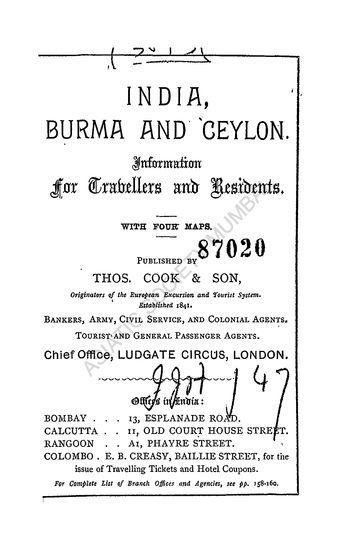 INDIA,
BURMA AND CEYLON.
Information
For Travellers and Residents.
WITH FOUR MAPS.
87020
PUBLISHED BY
THOS. COOK & SON,
Originators of the European Excursion and Tourist System.
Established 1841.
BANKERS, ARMY, CIVIL SERVICE, AND COLONIAL AGENTS.
TOURIST AND GENERAL PASSENGER AGENTS.
Chief Office, LUDGATE CIRCUS, LONDON.
147
Offices in India:
BOMBAY . . . 13, ESPLANADE ROAD.
CALCUTTA . . 11, OLD COURT HOUSE STREET.
RANGOON . . A1, PHAYRE STREET.
COLOMBO . E. B. CREASY, BAILLIE STREET, for the
issue of Travelling Tickets and Hotel Coupons.
For Complete List of Branch Offices and Agencies, see pp. 158-160.
ASIATIC SOCIETY MUMBAI